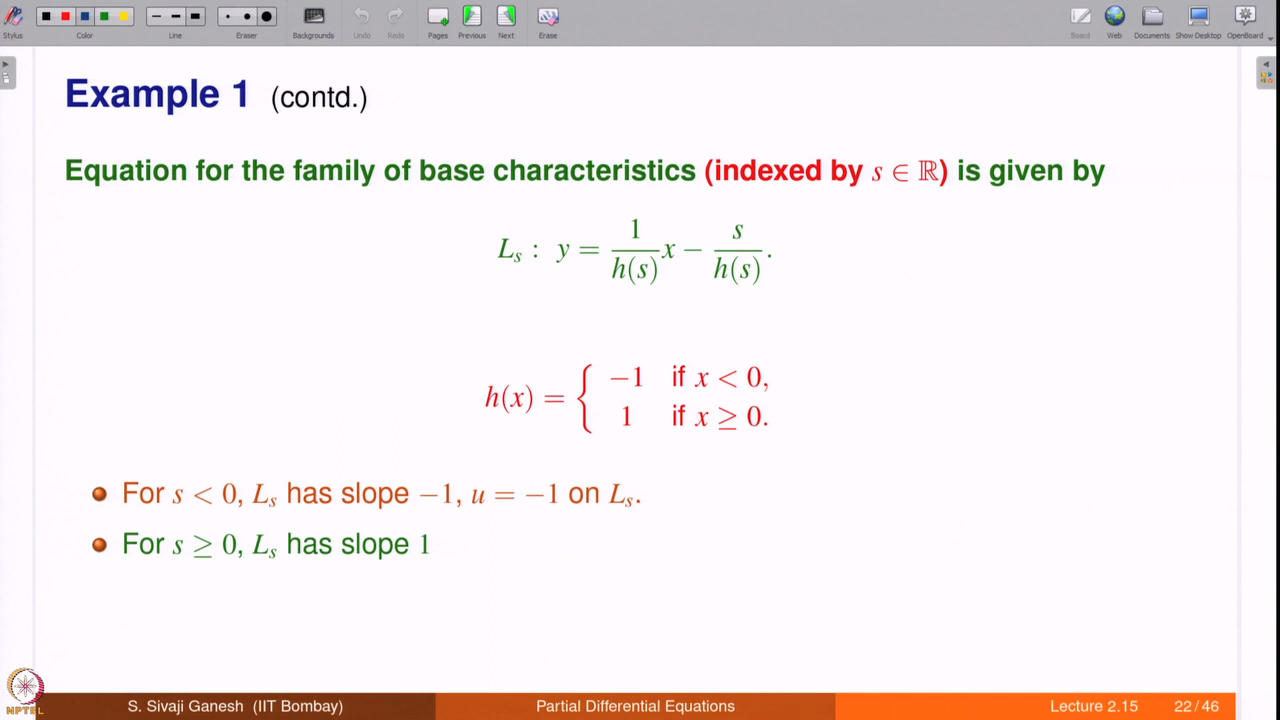 Stylus Color Line Eraser Backgrounds Undo Redo Pages Previous Next Erase Board Web Documents Show Desktop OpenBoard
Example 1 (contd.)
Equation for the family of base characteristics (indexed by s ∈ ℝ) is given by
L_s : y = \frac{1}{h(s)} x − \frac{s}{h(s)}.
h(x) = { −1 if x < 0,
1 if x ≥ 0.
For s < 0, L_s has slope −1, u = −1 on L_s.
For s ≥ 0, L_s has slope 1
NPTEL
S. Sivaji Ganesh (IIT Bombay) Partial Differential Equations Lecture 2.15 22 / 46